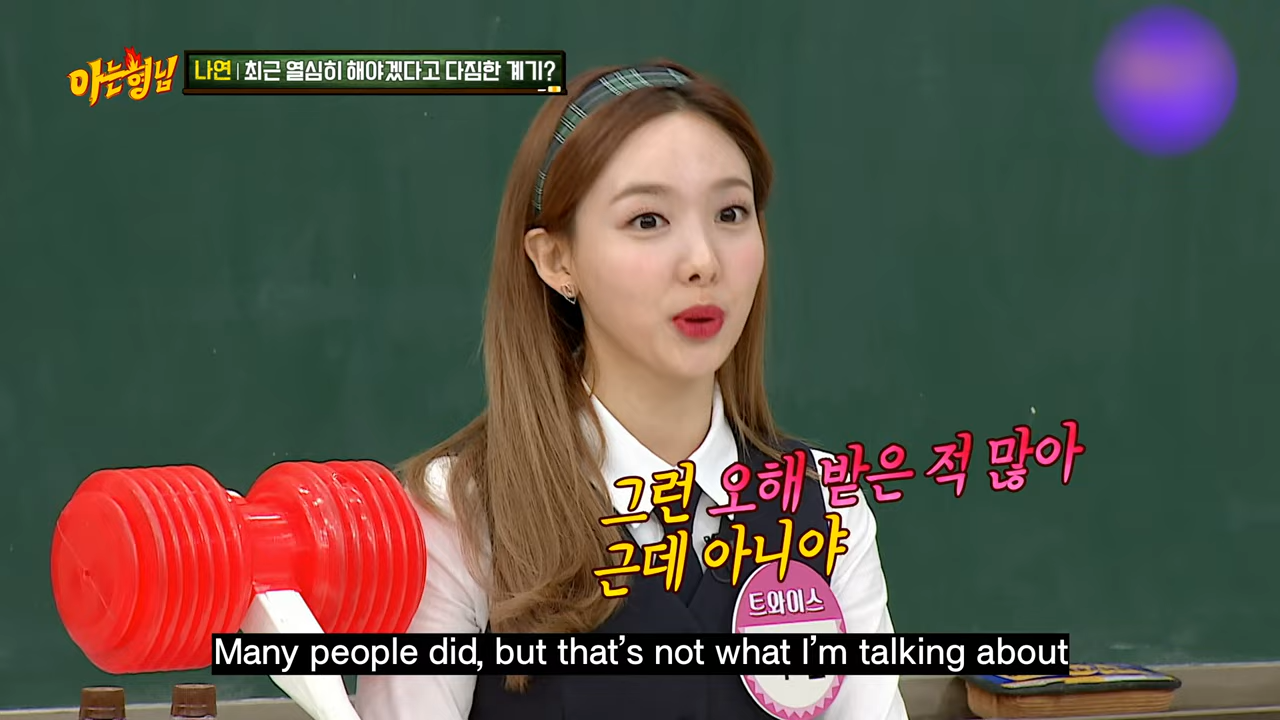 아는형님
나연 | 최근 열심히 해야겠다고 다짐한 계기?
그런 오해 받은 적 많아
근데 아니야
트와이스
Many people did, but that's not what I'm talking about